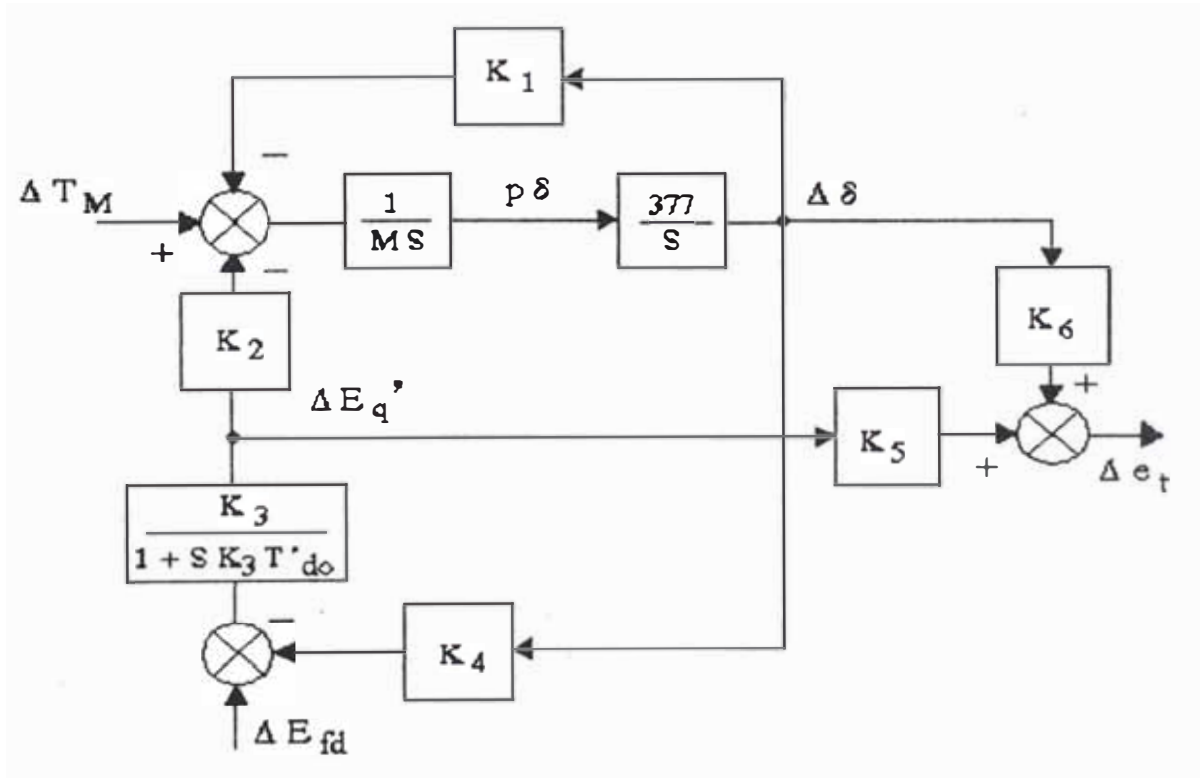 K 1
−
Δ T M
+
1
M S
p δ
377
S
Δ δ
−
K 2
K 6
Δ E q '
+
K 5
+
Δ e t
K 3
1 + S K 3 T ' do
−
K 4
Δ E fd